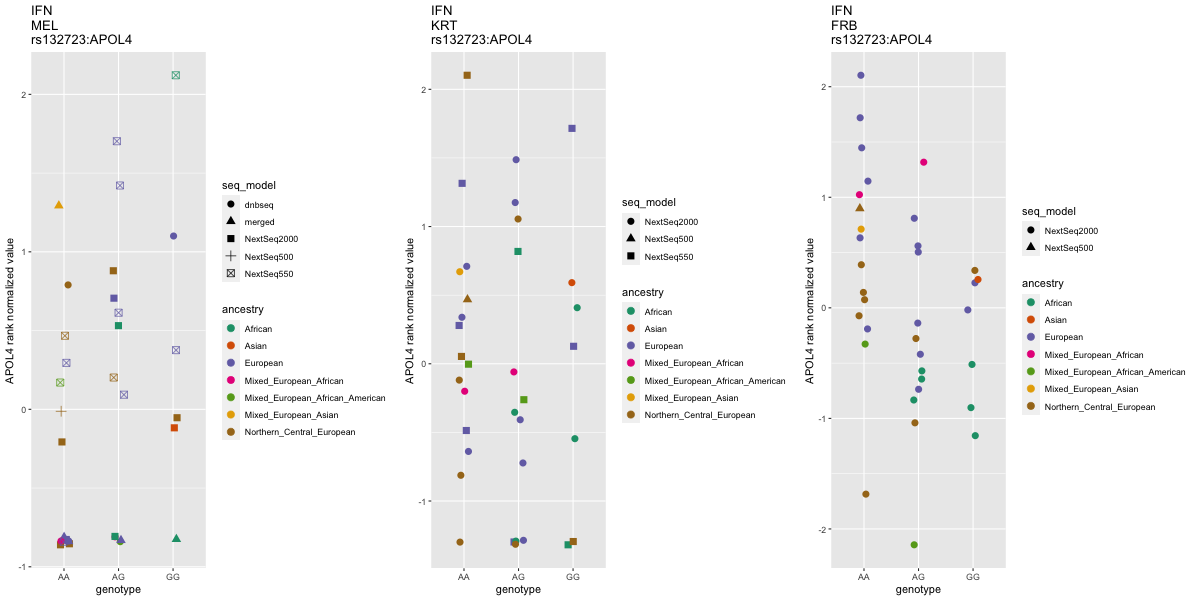 IFN
MEL
rs132723:APOL4
APOL4 rank normalized value
2
1
0
-1
AA
AG
GG
genotype
seq_model
dnbseq
merged
NextSeq2000
NextSeq500
NextSeq550
ancestry
African
Asian
European
Mixed_European_African
Mixed_European_African_American
Mixed_European_Asian
Northern_Central_European
IFN
KRT
rs132723:APOL4
APOL4 rank normalized value
2
1
0
-1
AA
AG
GG
genotype
seq_model
NextSeq2000
NextSeq500
NextSeq550
ancestry
African
Asian
European
Mixed_European_African
Mixed_European_African_American
Mixed_European_Asian
Northern_Central_European
IFN
FRB
rs132723:APOL4
APOL4 rank normalized value
2
1
0
-1
-2
AA
AG
GG
genotype
seq_model
NextSeq2000
NextSeq500
ancestry
African
Asian
European
Mixed_European_African
Mixed_European_African_American
Mixed_European_Asian
Northern_Central_European